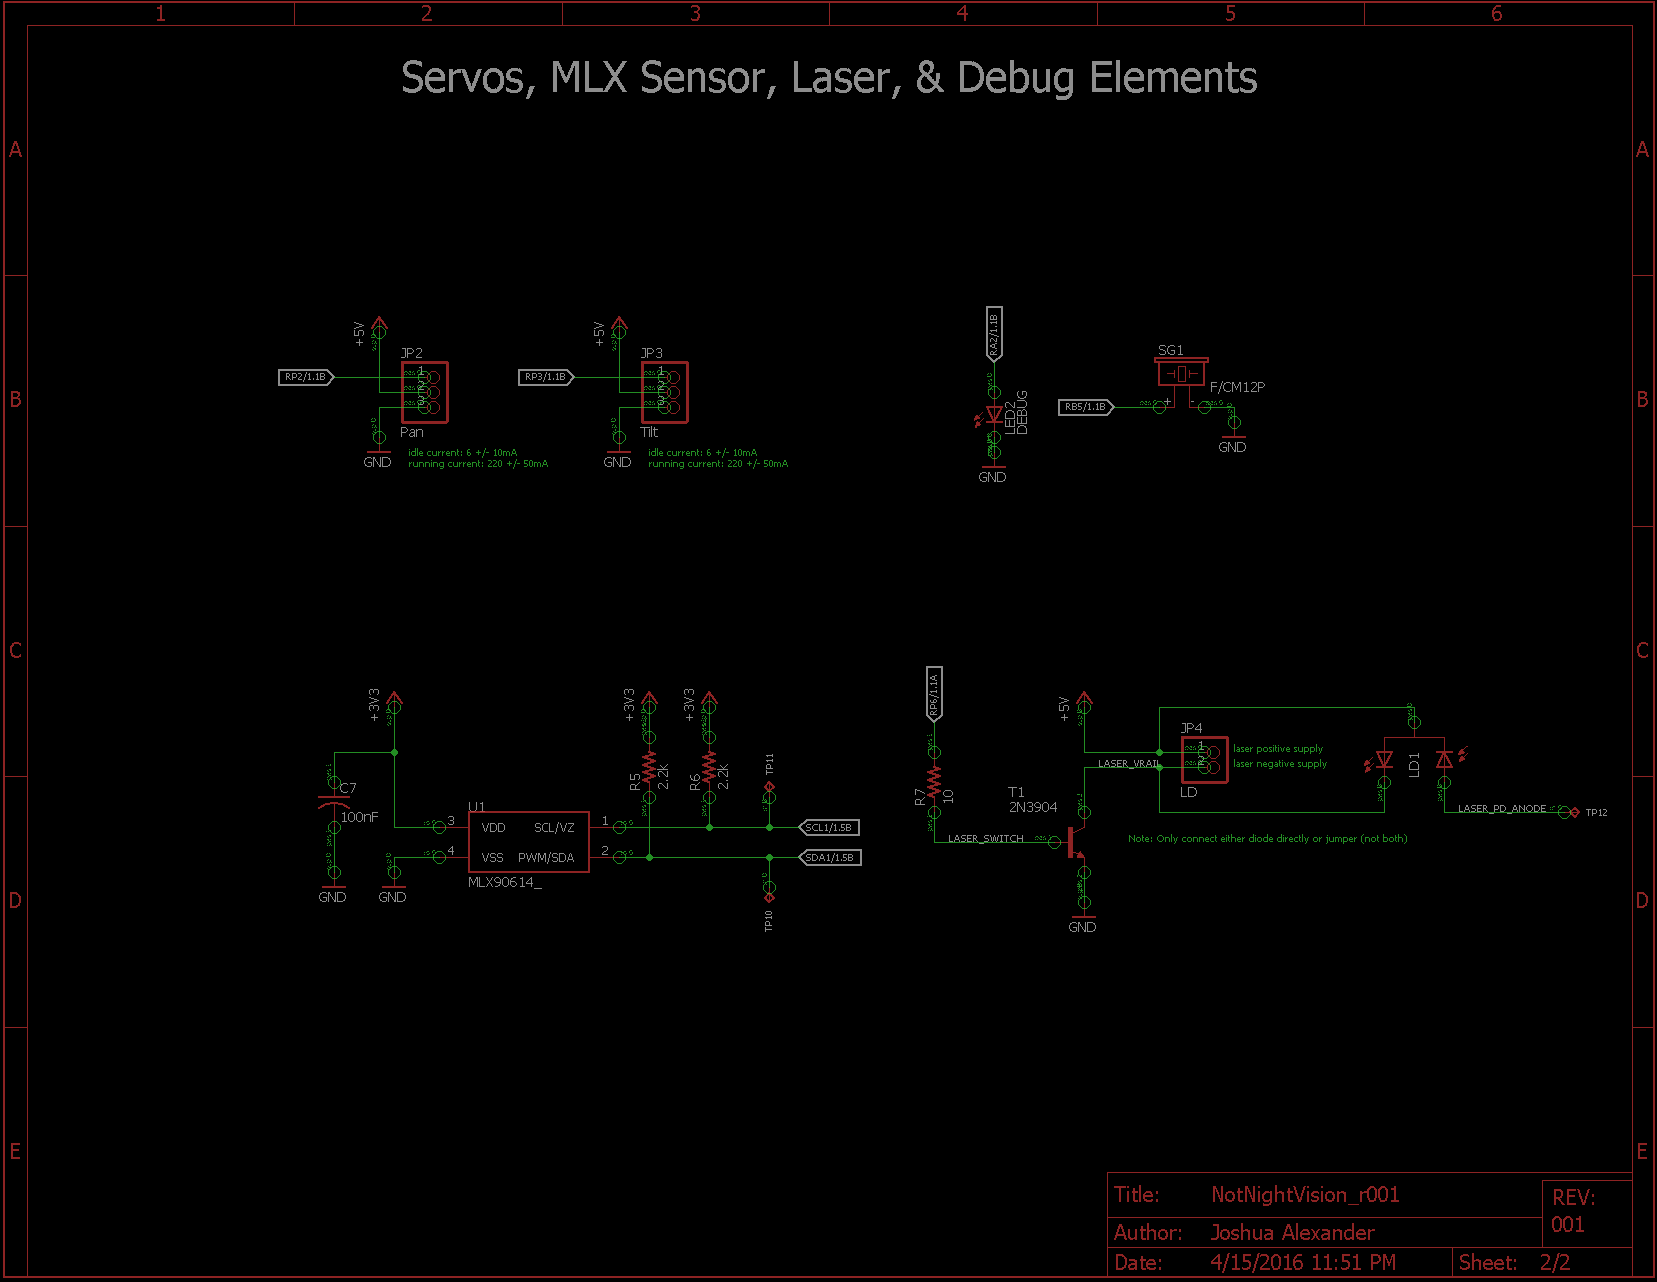 1 2 3 4 5 6
Servos, MLX Sensor, Laser, & Debug Elements
A A
B B
C C
D D
E E
+5V
JP2
RP2/1.1B
1
2
3
Pan
GND
idle current: 6 +/- 10mA
running current: 220 +/- 50mA
+5V
JP3
RP3/1.1B
1
2
3
Tilt
GND
idle current: 6 +/- 10mA
running current: 220 +/- 50mA
RA2/1.1B
LED2
DEBUG
GND
SG1
F/CM12P
RB5/1.1B
+ -
GND
+3V3
C7
100nF
GND
GND
U1
3 VDD SCL/VZ 1
4 VSS PWM/SDA 2
MLX90614_
+3V3
R5
2.2k
+3V3
R6
2.2k
TP11
SCL1/1.5B
SDA1/1.5B
TP10
RP6/1.1A
R7
10
LASER_SWITCH
T1
2N3904
GND
+5V
LASER_VRAIL
JP4
1
2
LD
laser positive supply
laser negative supply
LD1
LASER_PD_ANODE
TP12
Note: Only connect either diode directly or jumper (not both)
Title: NotNightVision_r001
REV:
001
Author: Joshua Alexander
Date: 4/15/2016 11:51 PM
Sheet: 2/2